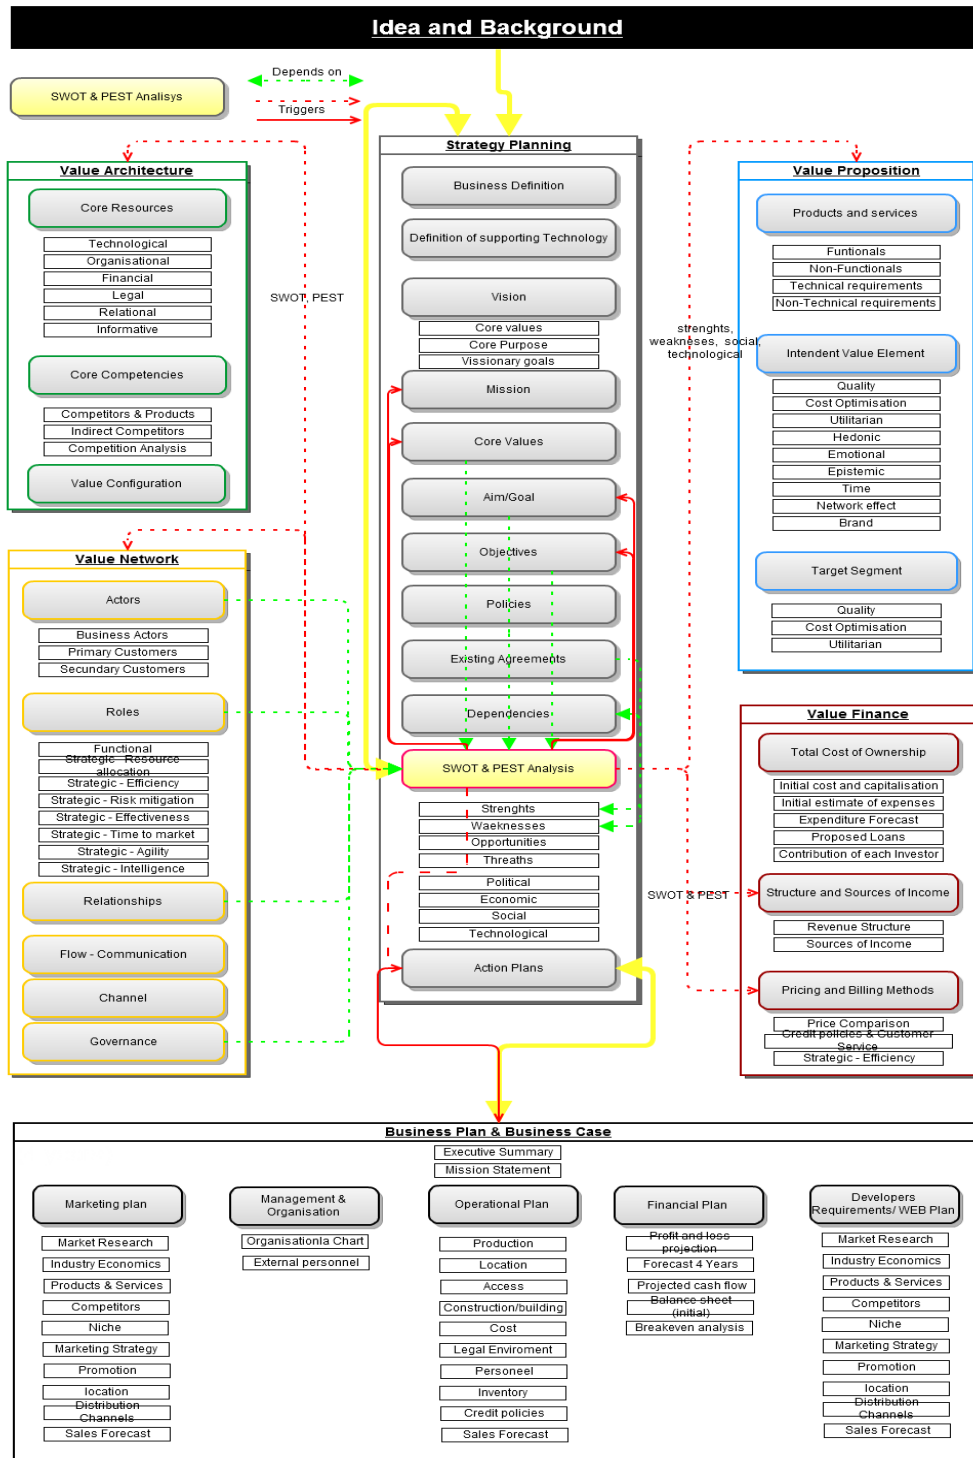 Idea and Background
SWOT & PEST Analisys
Depends on
Triggers
Strategy Planning
Business Definition
Definition of supporting Technology
Vision
Core values
Core Purpose
Vissionary goals
Mission
Core Values
Aim/Goal
Objectives
Policies
Existing Agreements
Dependencies
SWOT & PEST Analysis
Strenghts
Waeknesses
Opportunities
Threaths
Political
Economic
Social
Technological
Action Plans
Value Architecture
Core Resources
Technological
Organisational
Financial
Legal
Relational
Informative
Core Competencies
Competitors & Products
Indirect Competitors
Competition Analysis
Value Configuration
SWOT, PEST
Value Network
Actors
Business Actors
Primary Customers
Secundary Customers
Roles
Functional
Strategic - Resource
allocation
Strategic - Efficiency
Strategic - Risk mitigation
Strategic - Effectiveness
Strategic - Time to market
Strategic - Agility
Strategic - Intelligence
Relationships
Flow - Communication
Channel
Governance
Value Proposition
Products and services
Funtionals
Non-Functionals
Technical requirements
Non-Technical requirements
strenghts,
weakneses, social,
technological
Intendent Value Element
Quality
Cost Optimisation
Utilitarian
Hedonic
Emotional
Epistemic
Time
Network effect
Brand
Target Segment
Quality
Cost Optimisation
Utilitarian
Value Finance
Total Cost of Ownership
Initial cost and capitalisation
Initial estimate of expenses
Expenditure Forecast
Proposed Loans
Contribution of each Investor
SWOT & PEST
Structure and Sources of Income
Revenue Structure
Sources of Income
Pricing and Billing Methods
Price Comparison
Credit policies & Customer
Service
Strategic - Efficiency
Business Plan & Business Case
Executive Summary
Mission Statement
Marketing plan
Market Research
Industry Economics
Products & Services
Competitors
Niche
Marketing Strategy
Promotion
location
Distribution
Channels
Sales Forecast
Management &
Organisation
Organisationla Chart
External personnel
Operational Plan
Production
Location
Access
Construction/building
Cost
Legal Enviroment
Personeel
Inventory
Credit policies
Sales Forecast
Financial Plan
Profit and loss
projection
Forecast 4 Years
Projected cash flow
Balance sheet
(initial)
Breakeven analysis
Developers
Requirements/ WEB Plan
Market Research
Industry Economics
Products & Services
Competitors
Niche
Marketing Strategy
Promotion
location
Distribution
Channels
Sales Forecast